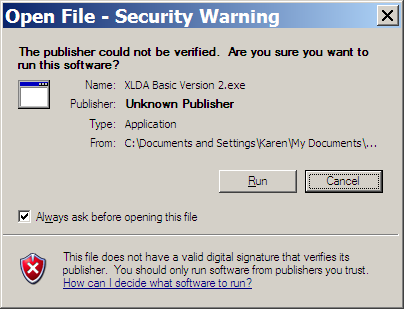 Open File - Security Warning
The publisher could not be verified. Are you sure you want to
run this software?
Name: XLDA Basic Version 2.exe
Publisher: Unknown Publisher
Type: Application
From: C:\Documents and Settings\Karen\My Documents\...
Run Cancel
Always ask before opening this file
This file does not have a valid digital signature that verifies its
publisher. You should only run software from publishers you trust.
How can I decide what software to run?